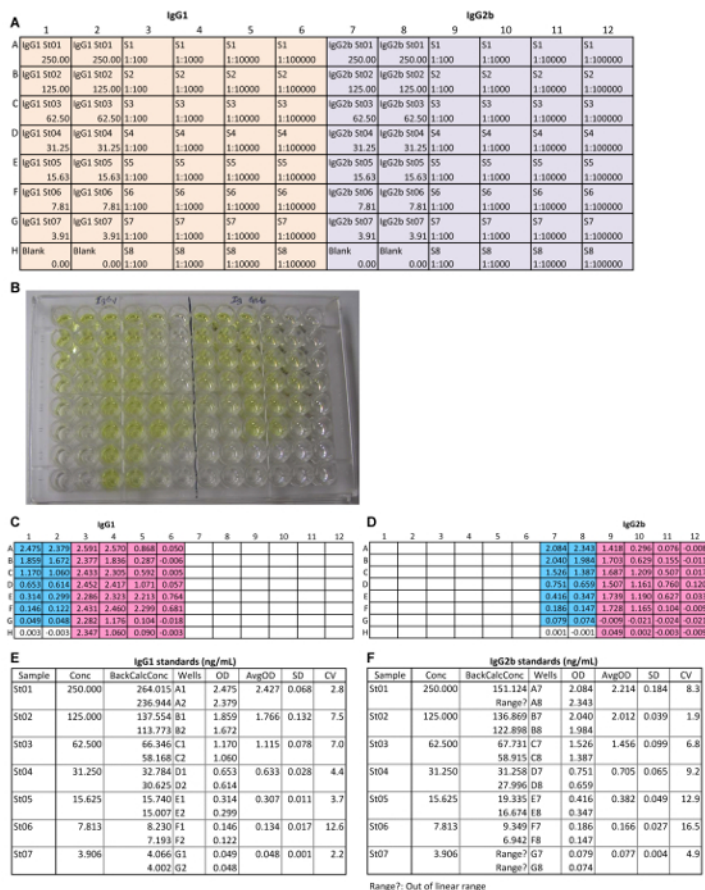 A
IgG1 IgG2b
1 2 3 4 5 6 7 8 9 10 11 12
A IgG1 St01 IgG1 St01 S1 S1 S1 S1 IgG2b St01 IgG2b St01 S1 S1 S1 S1
250.00 250.00 1:100 1:1000 1:10000 1:100000 250.00 250.00 1:100 1:1000 1:10000 1:100000
B IgG1 St02 IgG1 St02 S2 S2 S2 S2 IgG2b St02 IgG2b St02 S2 S2 S2 S2
125.00 125.00 1:100 1:1000 1:10000 1:100000 125.00 125.00 1:100 1:1000 1:10000 1:100000
C IgG1 St03 IgG1 St03 S3 S3 S3 S3 IgG2b St03 IgG2b St03 S3 S3 S3 S3
62.50 62.50 1:100 1:1000 1:10000 1:100000 62.50 62.50 1:100 1:1000 1:10000 1:100000
D IgG1 St04 IgG1 St04 S4 S4 S4 S4 IgG2b St04 IgG2b St04 S4 S4 S4 S4
31.25 31.25 1:100 1:1000 1:10000 1:100000 31.25 31.25 1:100 1:1000 1:10000 1:100000
E IgG1 St05 IgG1 St05 S5 S5 S5 S5 IgG2b St05 IgG2b St05 S5 S5 S5 S5
15.63 15.63 1:100 1:1000 1:10000 1:100000 15.63 15.63 1:100 1:1000 1:10000 1:100000
F IgG1 St06 IgG1 St06 S6 S6 S6 S6 IgG2b St06 IgG2b St06 S6 S6 S6 S6
7.81 7.81 1:100 1:1000 1:10000 1:100000 7.81 7.81 1:100 1:1000 1:10000 1:100000
G IgG1 St07 IgG1 St07 S7 S7 S7 S7 IgG2b St07 IgG2b St07 S7 S7 S7 S7
3.91 3.91 1:100 1:1000 1:10000 1:100000 3.91 3.91 1:100 1:1000 1:10000 1:100000
H Blank Blank S8 S8 S8 S8 Blank Blank S8 S8 S8 S8
0.00 0.00 1:100 1:1000 1:10000 1:100000 0.00 0.00 1:100 1:1000 1:10000 1:100000
B
C IgG1
1 2 3 4 5 6 7 8 9 10 11 12
A 2.475 2.379 2.591 2.570 0.868 0.050
B 1.859 1.672 2.377 1.836 0.287 -0.006
C 1.170 1.060 2.433 2.305 0.592 0.005
D 0.653 0.614 2.452 2.417 1.071 0.057
E 0.314 0.299 2.286 2.323 2.213 0.764
F 0.146 0.122 2.431 2.460 2.299 0.681
G 0.049 0.048 2.282 1.176 0.104 -0.018
H 0.003 -0.003 2.347 1.060 0.090 -0.003
D IgG2b
1 2 3 4 5 6 7 8 9 10 11 12
A 2.084 2.343 1.418 0.296 0.076 -0.008
B 2.040 1.984 1.703 0.629 0.155 -0.011
C 1.526 1.387 1.687 1.209 0.507 0.017
D 0.751 0.659 1.507 1.161 0.760 0.120
E 0.416 0.347 1.739 1.190 0.627 0.033
F 0.186 0.147 1.728 1.165 0.104 -0.009
G 0.079 0.074 -0.009 -0.021 -0.024 -0.021
H 0.001 -0.001 0.049 0.002 -0.003 -0.009
E IgG1 standards (ng/mL)
Sample Conc BackCalcConc Wells OD AvgOD SD CV
St01 250.000 264.015 A1 2.475 2.427 0.068 2.8
236.944 A2 2.379
St02 125.000 137.554 B1 1.859 1.766 0.132 7.5
113.773 B2 1.672
St03 62.500 66.346 C1 1.170 1.115 0.078 7.0
58.168 C2 1.060
St04 31.250 32.784 D1 0.653 0.633 0.028 4.4
30.625 D2 0.614
St05 15.625 15.740 E1 0.314 0.307 0.011 3.7
15.007 E2 0.299
St06 7.813 8.230 F1 0.146 0.134 0.017 12.6
7.193 F2 0.122
St07 3.906 4.066 G1 0.049 0.048 0.001 2.2
4.002 G2 0.048
F IgG2b standards (ng/mL)
Sample Conc BackCalcConc Wells OD AvgOD SD CV
St01 250.000 151.124 A7 2.084 2.214 0.184 8.3
Range? A8 2.343
St02 125.000 136.869 B7 2.040 2.012 0.039 1.9
122.898 B8 1.984
St03 62.500 67.731 C7 1.526 1.456 0.099 6.8
58.915 C8 1.387
St04 31.250 31.258 D7 0.751 0.705 0.065 9.2
27.996 D8 0.659
St05 15.625 19.335 E7 0.416 0.382 0.049 12.9
16.674 E8 0.347
St06 7.813 9.349 F7 0.186 0.166 0.027 16.5
6.942 F8 0.147
St07 3.906 Range? G7 0.079 0.077 0.004 4.9
Range? G8 0.074
Range?: Out of linear range